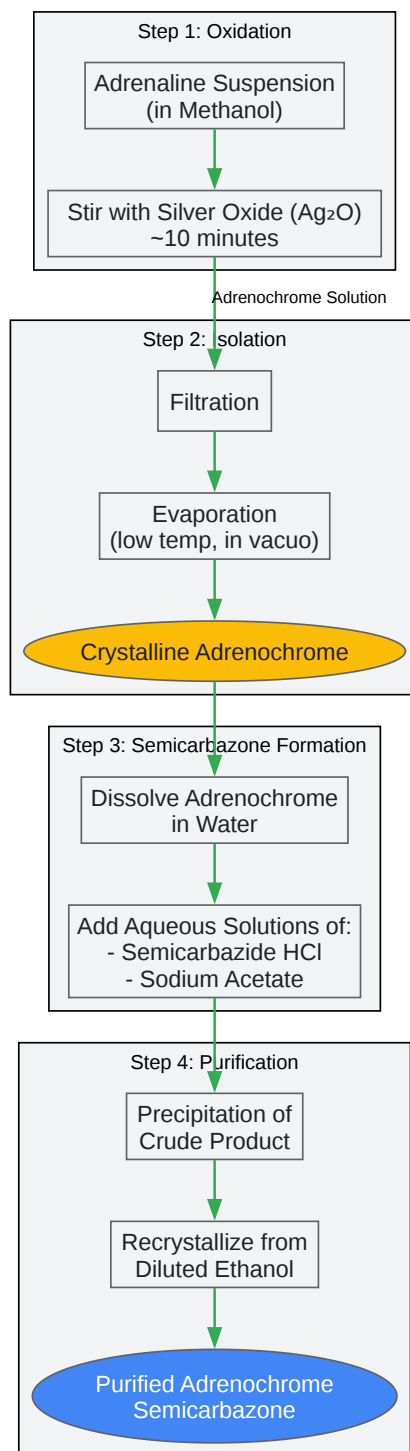 Step 1: Oxidation
Adrenaline Suspension
(in Methanol)
Stir with Silver Oxide (Ag₂O)
~10 minutes
Adrenochrome Solution
Step 2: Isolation
Filtration
Evaporation
(low temp, in vacuo)
Crystalline Adrenochrome
Step 3: Semicarbazone Formation
Dissolve Adrenochrome
in Water
Add Aqueous Solutions of:
- Semicarbazide HCl
- Sodium Acetate
Step 4: Purification
Precipitation of
Crude Product
Recrystallize from
Diluted Ethanol
Purified Adrenochrome
Semicarbazone